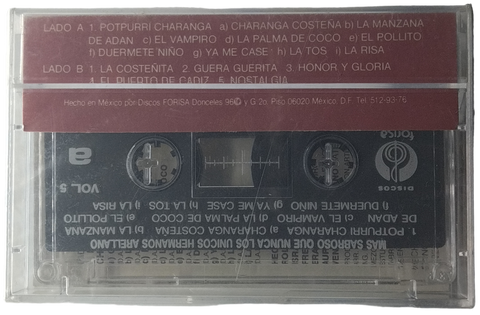 LADO A 1. POTPURRI CHARANGA a) CHARANGA COSTEÑA b) LA MANZANA
DE ADAN c) EL VAMPIRO d) LA PALMA DE COCO e) EL POLLITO
f) DUERMETE NIÑO g) YA ME CASE h) LA TOS i) LA RISA
LADO B 1. LA COSTEÑITA 2. GUERA GUERITA 3. HONOR Y GLORIA
4. EL PUERTO DE CADIZ 5. NOSTALGIA
Hecho en México por Discos FORISA Donceles y G 2o. Piso 06020 México, D.F. Tel. 512-93-76
forisa
DISCOS
a
VOL. 5
i) DUERMETE NIÑO g) YA ME CASE h) LA TOS i) LA RISA
DE ADAN c) EL VAMPIRO d) LA PALMA DE COCO e) EL POLLITO
1. POTPURRI CHARANGA a) CHARANGA COSTEÑA b) LA MANZANA
MAS SABROSO QUE NUNCA LOS UNICOS HERMANOS ARELLANO